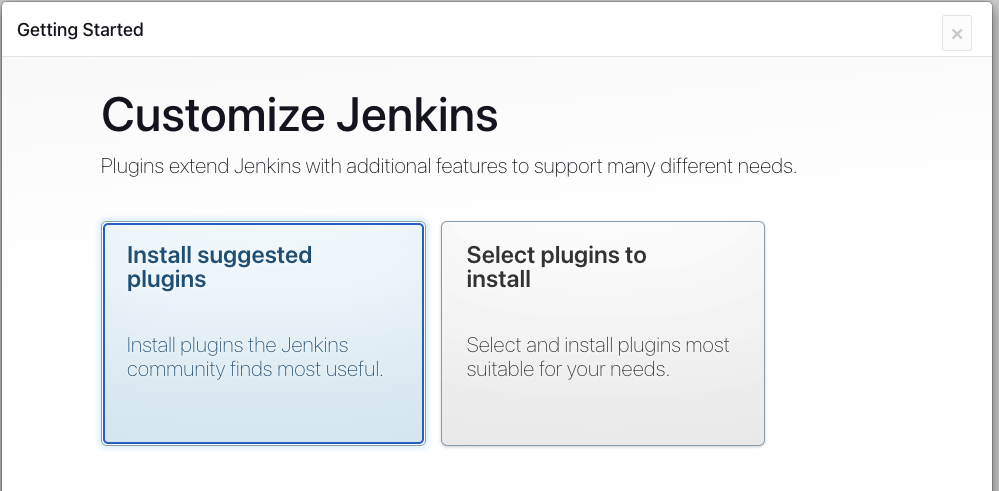 Getting Started
×
Customize Jenkins
Plugins extend Jenkins with additional features to support many different needs.
Install suggested
plugins
Install plugins the Jenkins
community finds most useful.
Select plugins to
install
Select and install plugins most
suitable for your needs.